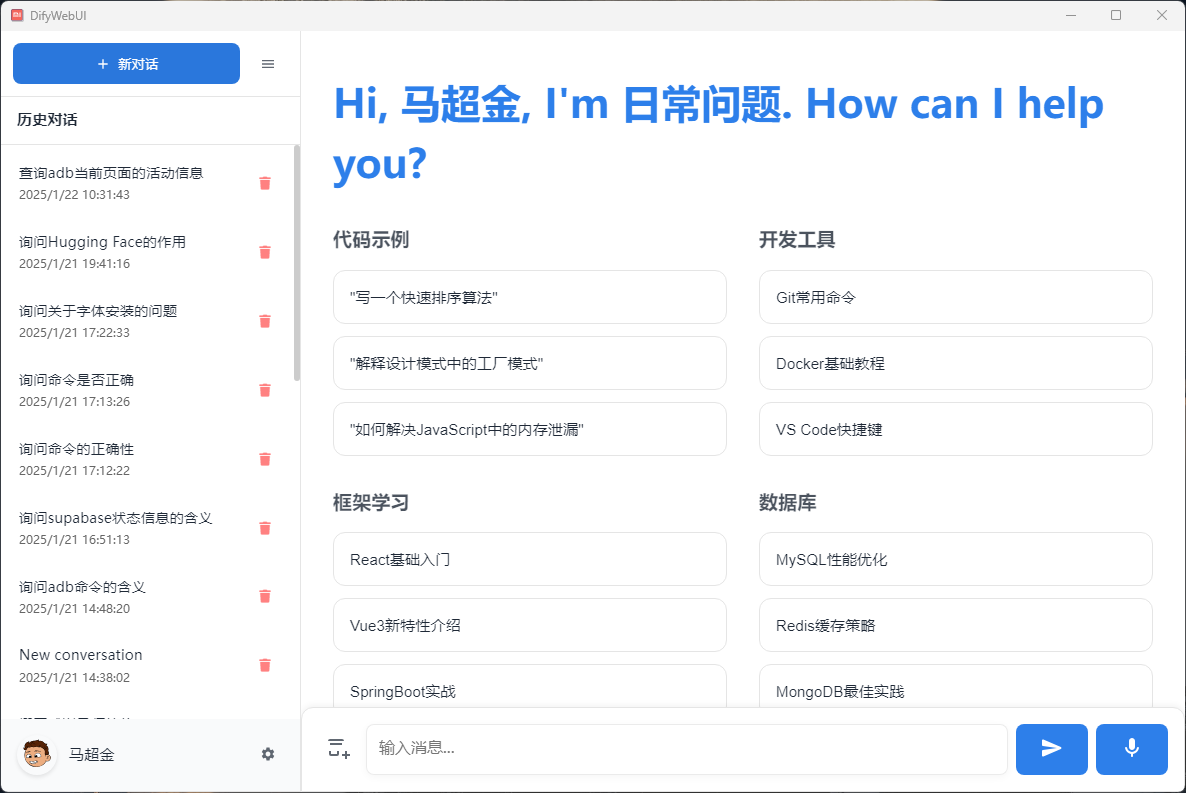 DifyWebUI
+ 新对话
历史对话
查询adb当前页面的活动信息
2025/1/22 10:31:43
询问Hugging Face的作用
2025/1/21 19:41:16
询问关于字体安装的问题
2025/1/21 17:22:33
询问命令是否正确
2025/1/21 17:13:26
询问命令的正确性
2025/1/21 17:12:22
询问supabase状态信息的含义
2025/1/21 16:51:13
询问adb命令的含义
2025/1/21 14:48:20
New conversation
2025/1/21 14:38:02
马超金
Hi, 马超金, I'm 日常问题. How can I help
you?
代码示例
"写一个快速排序算法"
"解释设计模式中的工厂模式"
"如何解决JavaScript中的内存泄漏"
开发工具
Git常用命令
Docker基础教程
VS Code快捷键
框架学习
React基础入门
Vue3新特性介绍
SpringBoot实战
数据库
MySQL性能优化
Redis缓存策略
MongoDB最佳实践
输入消息...